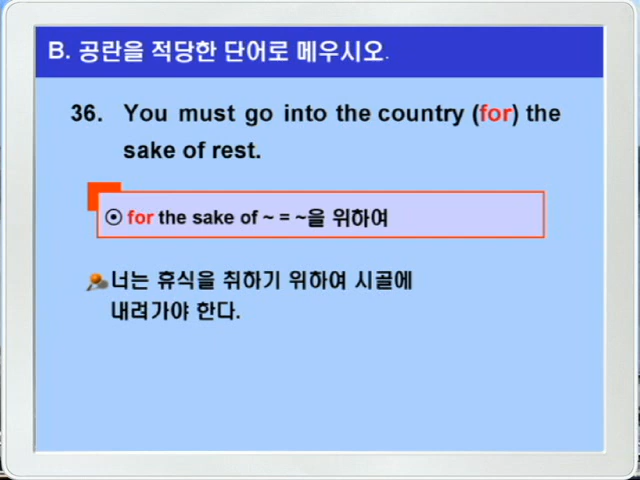 B. 공란을 적당한 단어로 메우시오.
36. You must go into the country (for) the
sake of rest.
⊙ for the sake of ~ = ~을 위하여
너는 휴식을 취하기 위하여 시골에
내려가야 한다.